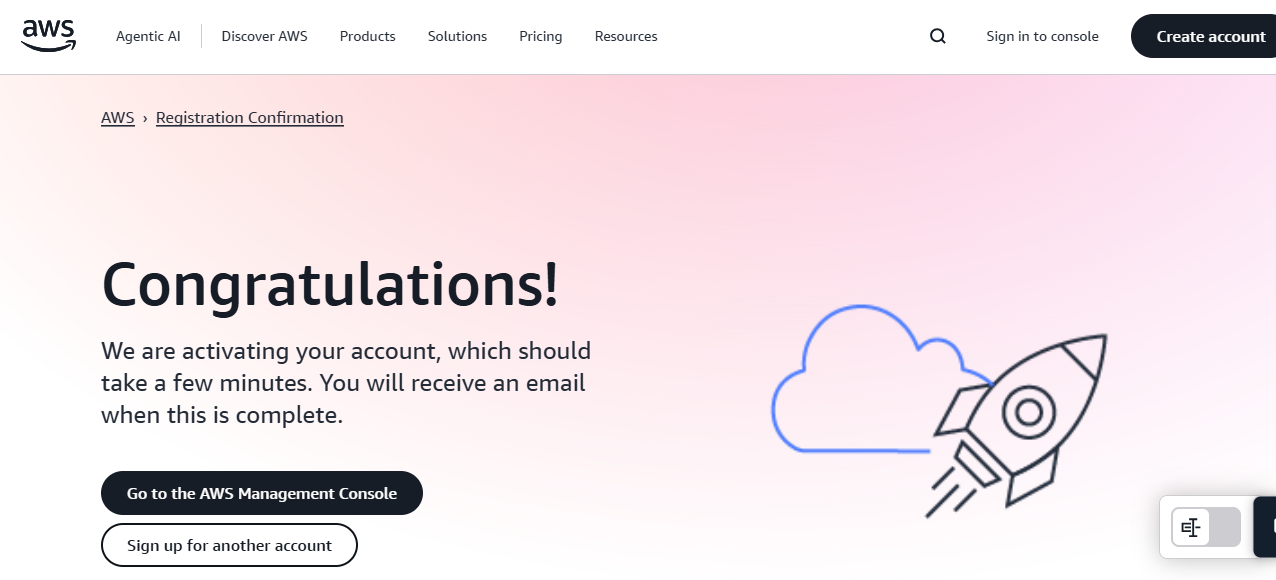 aws
Agentic AI
Discover AWS
Products
Solutions
Pricing
Resources
Sign in to console
Create account
AWS › Registration Confirmation
Congratulations!
We are activating your account, which should
take a few minutes. You will receive an email
when this is complete.
Go to the AWS Management Console
Sign up for another account